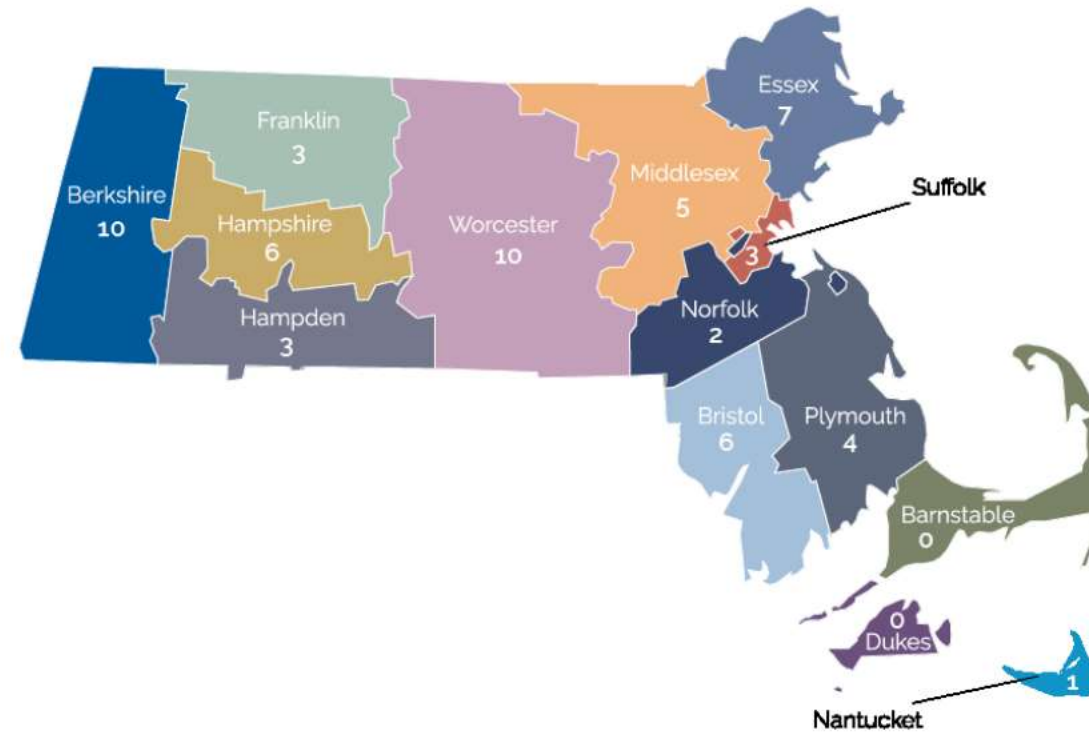 Essex
7
Franklin
3
Suffolk
Middlesex
5
Berkshire
10
Hampshire
6
Worcester
10
3
Norfolk
2
Hampden
3
Bristol
6
Plymouth
4
Barnstable
0
0
Dukes
1
Nantucket